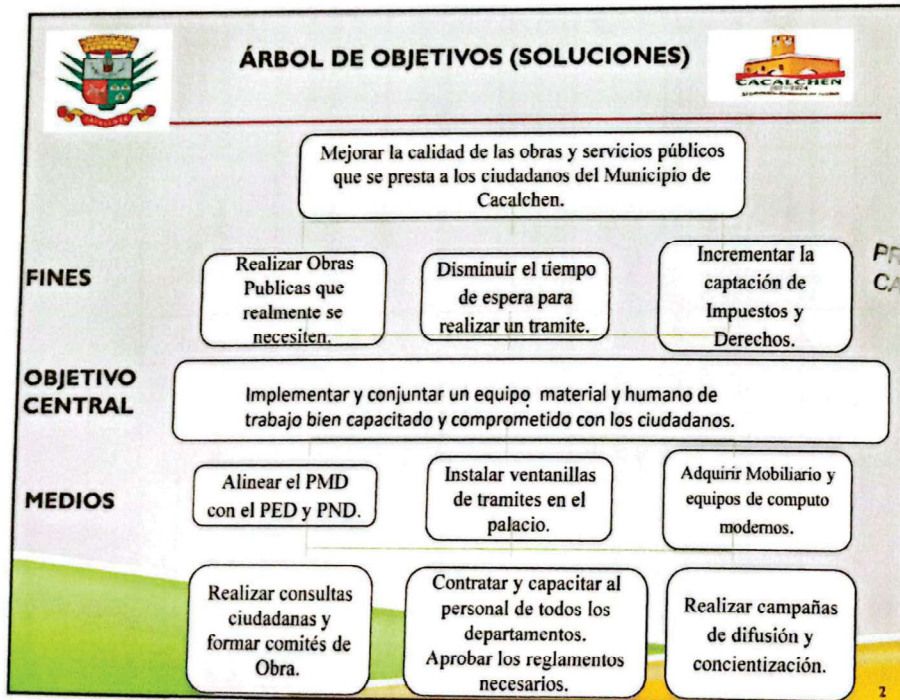 ÁRBOL DE OBJETIVOS (SOLUCIONES)
CACALCHEN
CACALCHEN
2021-2024
Mejorar la calidad de las obras y servicios públicos
que se presta a los ciudadanos del Municipio de
Cacalchen.
FINES
Realizar Obras
Publicas que
realmente se
necesiten.
Disminuir el tiempo
de espera para
realizar un tramite.
Incrementar la
captación de
Impuestos y
Derechos.
OBJETIVO
CENTRAL
Implementar y conjuntar un equipo material y humano de
trabajo bien capacitado y comprometido con los ciudadanos.
MEDIOS
Alinear el PMD
con el PED y PND.
Instalar ventanillas
de tramites en el
palacio.
Adquirir Mobiliario y
equipos de computo
modernos.
Realizar consultas
ciudadanas y
formar comités de
Obra.
Contratar y capacitar al
personal de todos los
departamentos.
Aprobar los reglamentos
necesarios.
Realizar campañas
de difusión y
concientización.
2